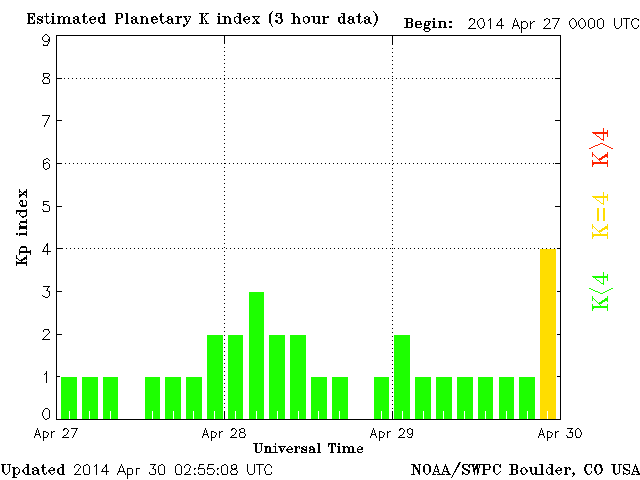 Estimated Planetary K index (3 hour data) Begin: 2014 Apr 27 0000 UTC
9
8
7
6
5
4
3
2
1
0
Kp index
K>4
K=4
K<4
Apr 27 Apr 28 Apr 29 Apr 30
Universal Time
Updated 2014 Apr 30 02:55:08 UTC NOAA/SWPC Boulder, CO USA